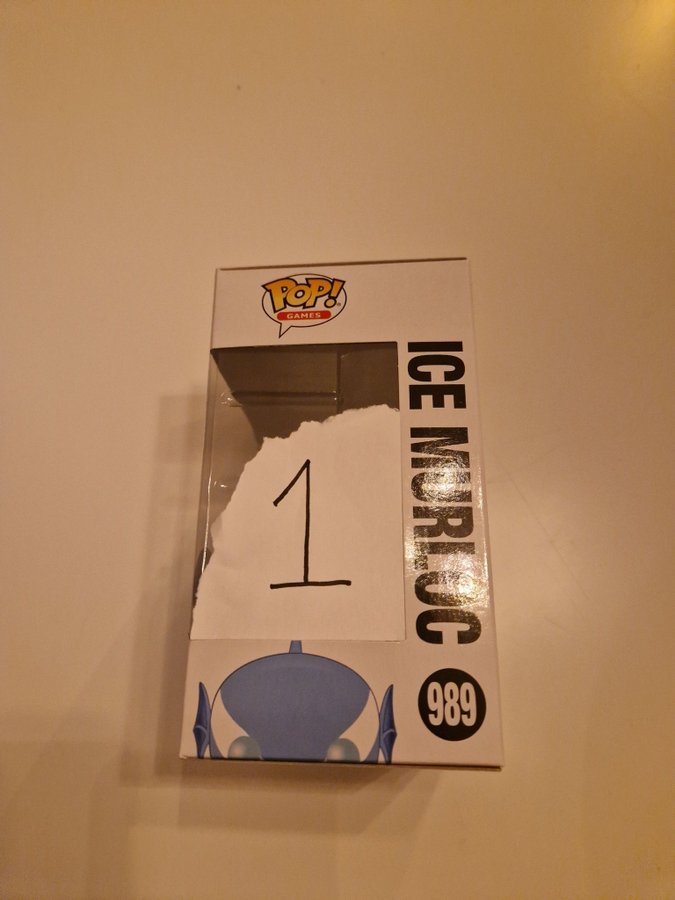 POP!
GAMES
ICE MURLOC
1
989